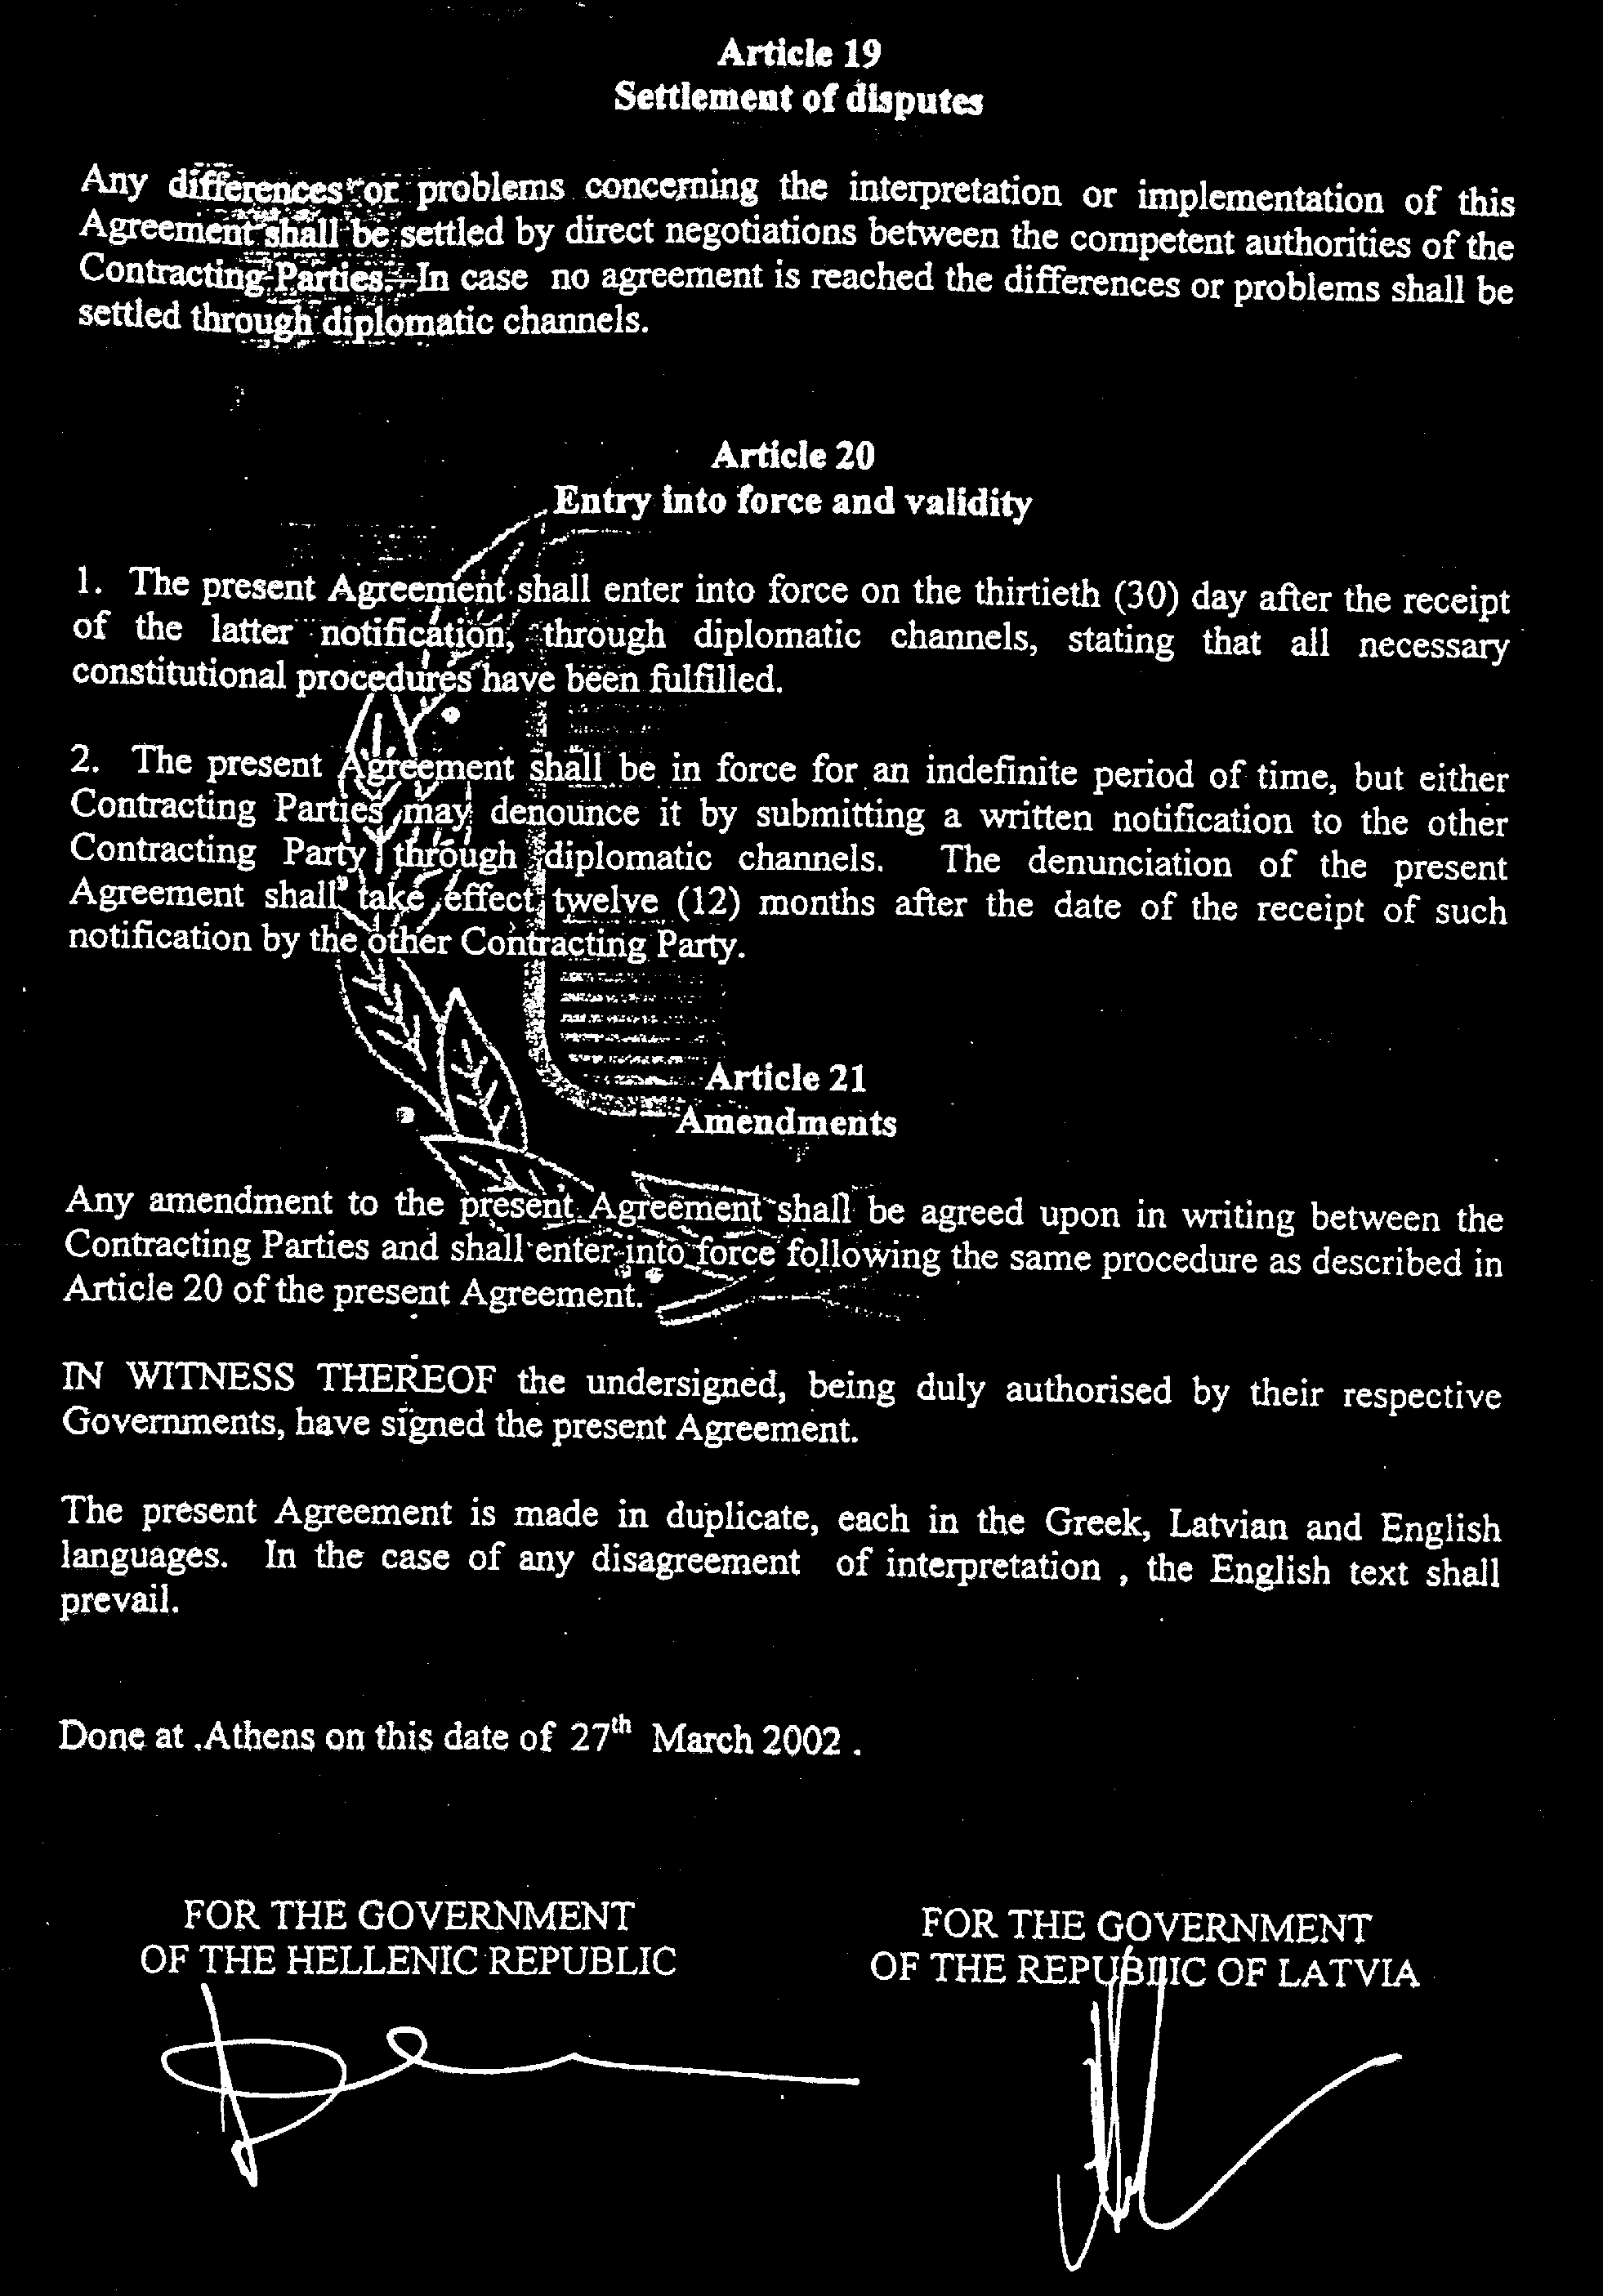 Article 19
Settlement of disputes
Any differences or problems concerning the interpretation or implementation of this
Agreement shall be settled by direct negotiations between the competent authorities of the
Contracting Parties. In case no agreement is reached the differences or problems shall be
settled through diplomatic channels.
Article 20
Entry into force and validity
1. The present Agreement shall enter into force on the thirtieth (30) day after the receipt
of the latter notification, through diplomatic channels, stating that all necessary
constitutional procedures have been fulfilled.
2. The present Agreement shall be in force for an indefinite period of time, but either
Contracting Parties may denounce it by submitting a written notification to the other
Contracting Party through diplomatic channels. The denunciation of the present
Agreement shall take effect twelve (12) months after the date of the receipt of such
notification by the other Contracting Party.
Article 21
Amendments
Any amendment to the present Agreement shall be agreed upon in writing between the
Contracting Parties and shall enter into force following the same procedure as described in
Article 20 of the present Agreement.
IN WITNESS THEREOF the undersigned, being duly authorised by their respective
Governments, have signed the present Agreement.
The present Agreement is made in duplicate, each in the Greek, Latvian and English
languages. In the case of any disagreement of interpretation , the English text shall
prevail.
Done at .Athens on this date of 27th March 2002 .
FOR THE GOVERNMENT
OF THE HELLENIC REPUBLIC
FOR THE GOVERNMENT
OF THE REPUBLIC OF LATVIA